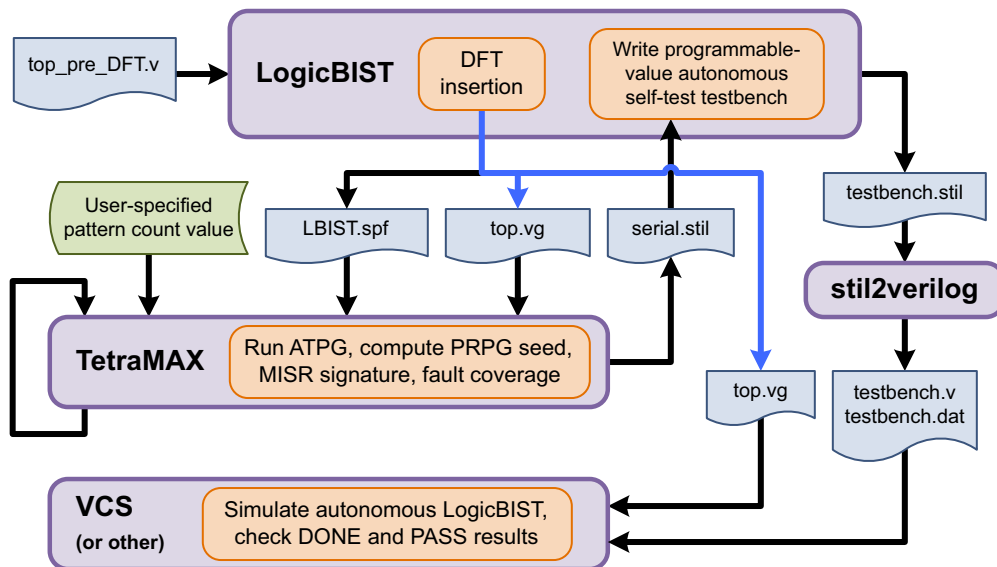 top_pre_DFT.v
LogicBIST
DFT
insertion
Write programmable-
value autonomous
self-test testbench
User-specified
pattern count value
LBIST.spf
top.vg
serial.stil
testbench.stil
stil2verilog
TetraMAX
Run ATPG, compute PRPG seed,
MISR signature, fault coverage
top.vg
testbench.v
testbench.dat
VCS
(or other)
Simulate autonomous LogicBIST,
check DONE and PASS results